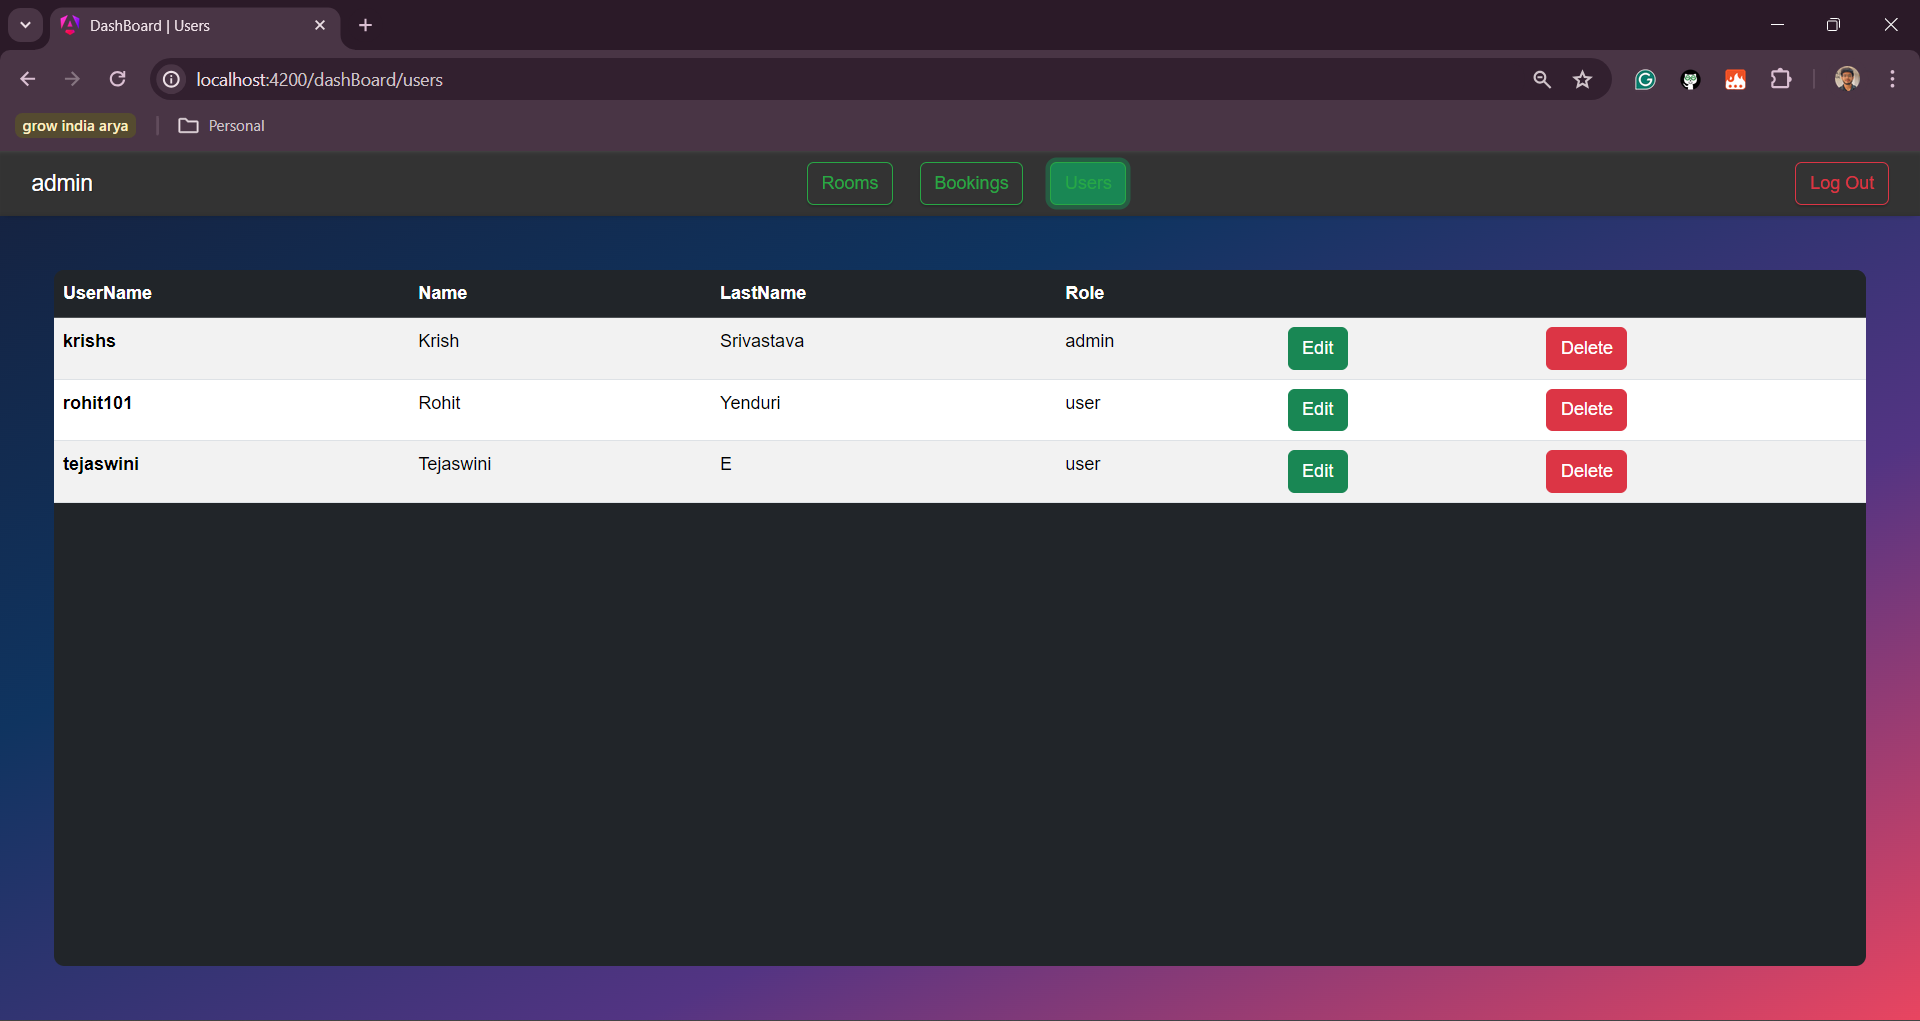 DashBoard | Users
localhost:4200/dashBoard/users
grow india arya Personal
admin Rooms Bookings Users Log Out
UserName Name LastName Role
krishs Krish Srivastava admin Edit Delete
rohit101 Rohit Yenduri user Edit Delete
tejaswini Tejaswini E user Edit Delete